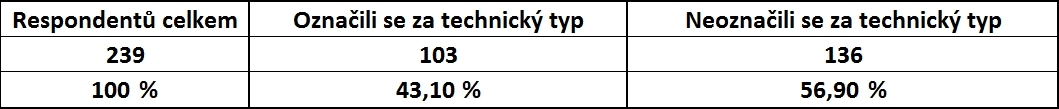 Respondentů celkem Označili se za technický typ Neoznačili se za technický typ
239 103 136
100 % 43,10 % 56,90 %